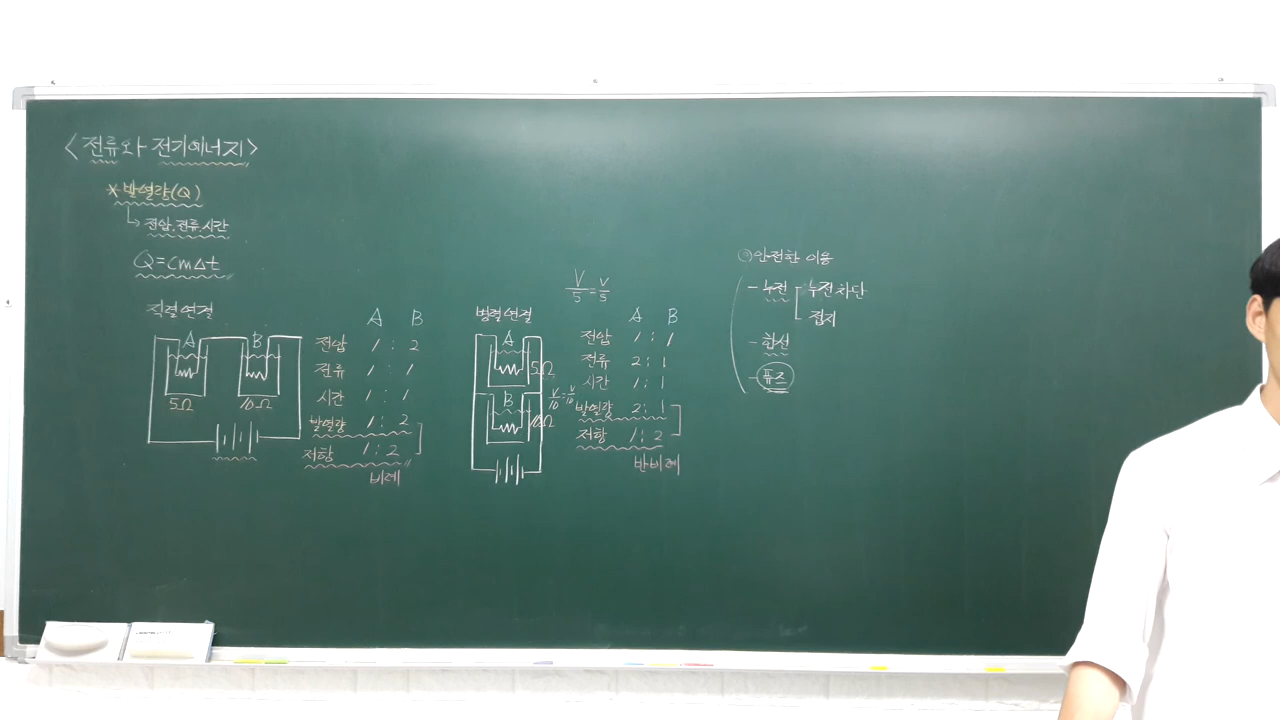 <전류와 전기에너지>
*발열량(Q)
→전압, 전류, 시간
Q=cmΔt
직렬연결
A B
5Ω 10Ω
A B
전압 1 : 2
전류 1 : 1
시간 1 : 1
발열량 1 : 2
저항 1 : 2
비례
병렬연결
A
5Ω
B
10Ω
V/5=V/5
V/10=V/10
A B
전압 1 : 1
전류 2 : 1
시간 1 : 1
발열량 2 : 1
저항 1 : 2
반비례
◎안전한 이용
- 누전 누전차단
접지
- 합선
- 퓨즈